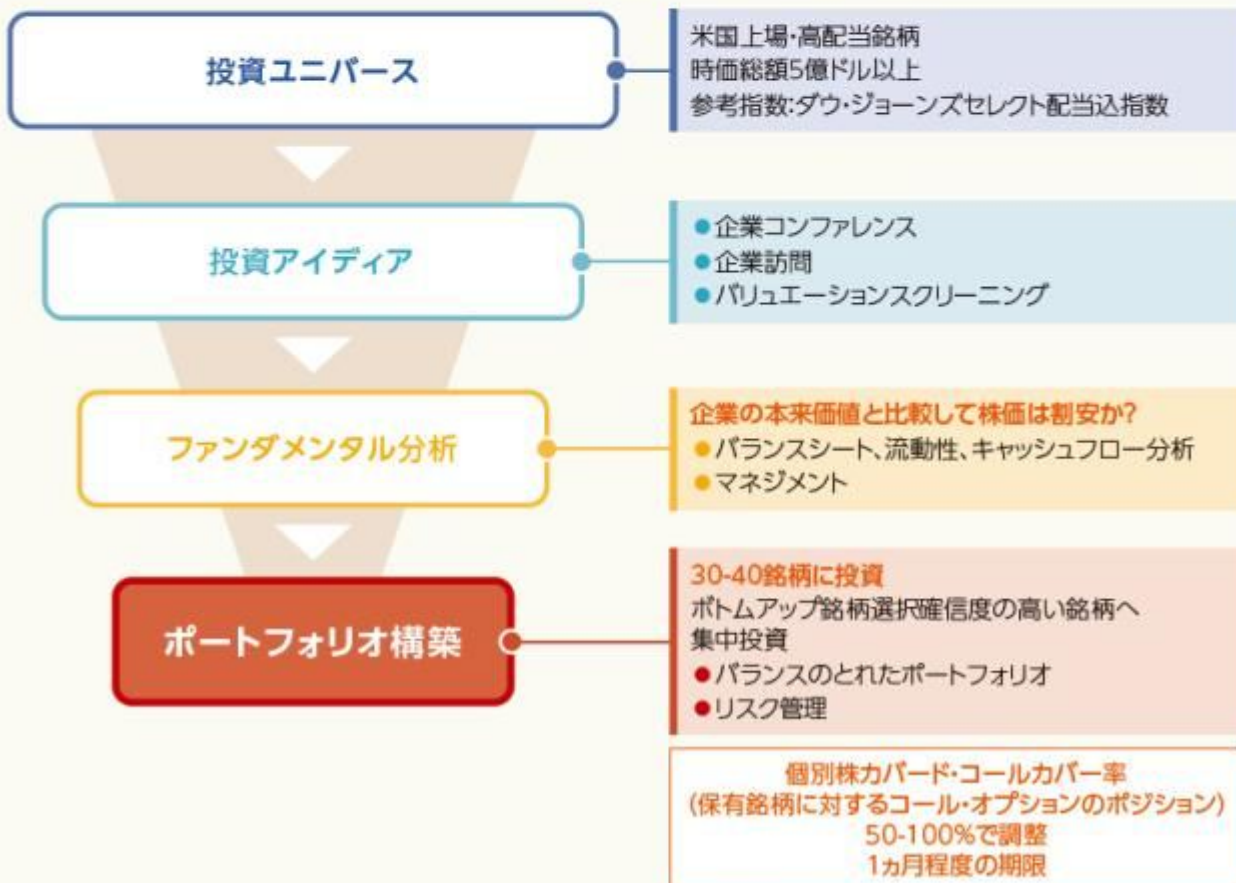 投資ユニバース
米国上場・高配当銘柄
時価総額5億ドル以上
参考指数:ダウ・ジョーンズセレクト配当込指数
投資アイディア
●企業コンファレンス
●企業訪問
●バリュエーションスクリーニング
ファンダメンタル分析
企業の本来価値と比較して株価は割安か?
●バランスシート、流動性、キャッシュフロー分析
●マネジメント
ポートフォリオ構築
30-40銘柄に投資
ボトムアップ銘柄選択確信度の高い銘柄へ
集中投資
●バランスのとれたポートフォリオ
●リスク管理
個別株カバード・コールカバー率
(保有銘柄に対するコール・オプションのポジション)
50-100%で調整
1ヵ月程度の期限